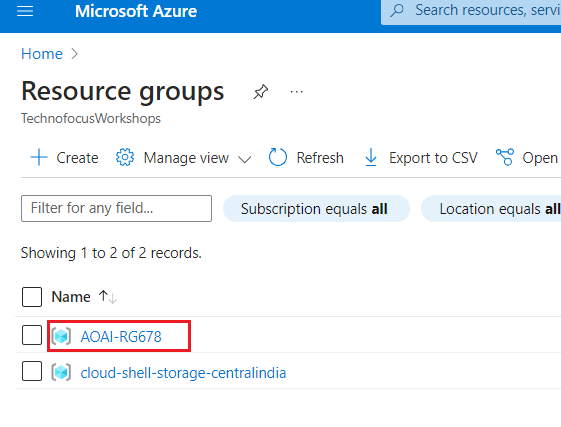 Microsoft Azure
Search resources, servi
Home
Resource groups
TechnofocusWorkshops
Create
Manage view
Refresh
Export to CSV
Open
Filter for any field...
Subscription equals all
Location equals all
Showing 1 to 2 of 2 records.
Name
AOAI-RG678
cloud-shell-storage-centralindia